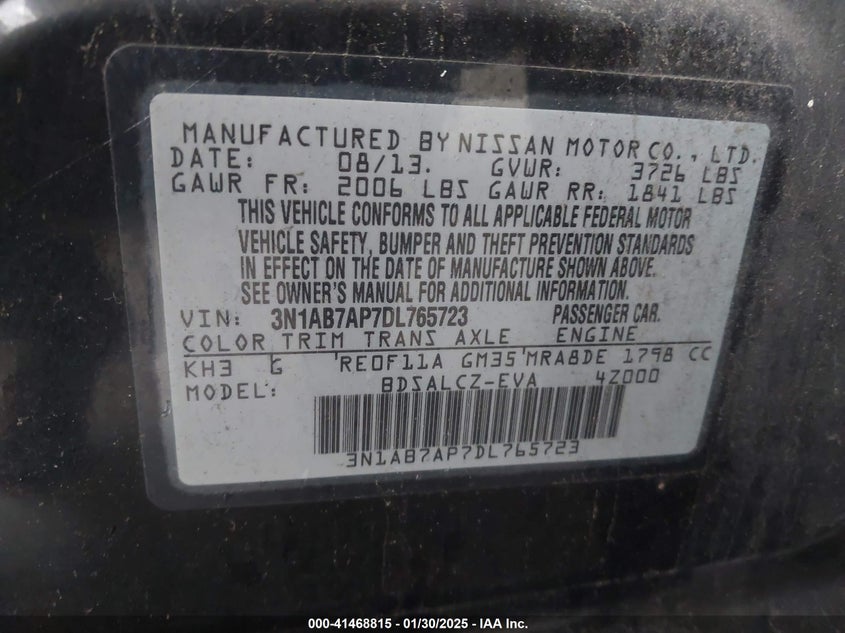 MANUFACTURED BY NISSAN MOTOR CO., LTD.
DATE: 08/13. GVWR: 3726 LBS
GAWR FR: 2006 LBS GAWR RR: 1841 LBS
THIS VEHICLE CONFORMS TO ALL APPLICABLE FEDERAL MOTOR
VEHICLE SAFETY, BUMPER AND THEFT PREVENTION STANDARDS
IN EFFECT ON THE DATE OF MANUFACTURE SHOWN ABOVE.
SEE OWNER'S MANUAL FOR ADDITIONAL INFORMATION.
VIN: 3N1AB7AP7DL765723 PASSENGER CAR.
COLOR TRIM TRANS AXLE ENGINE
KH3 G RE0F11A GM35 MRA8DE 1798 CC
MODEL: BDSALCZ-EVA 4Z000
3N1AB7AP7DL765723
000-41468815 - 01/30/2025 - IAAI - Copart - EVC.